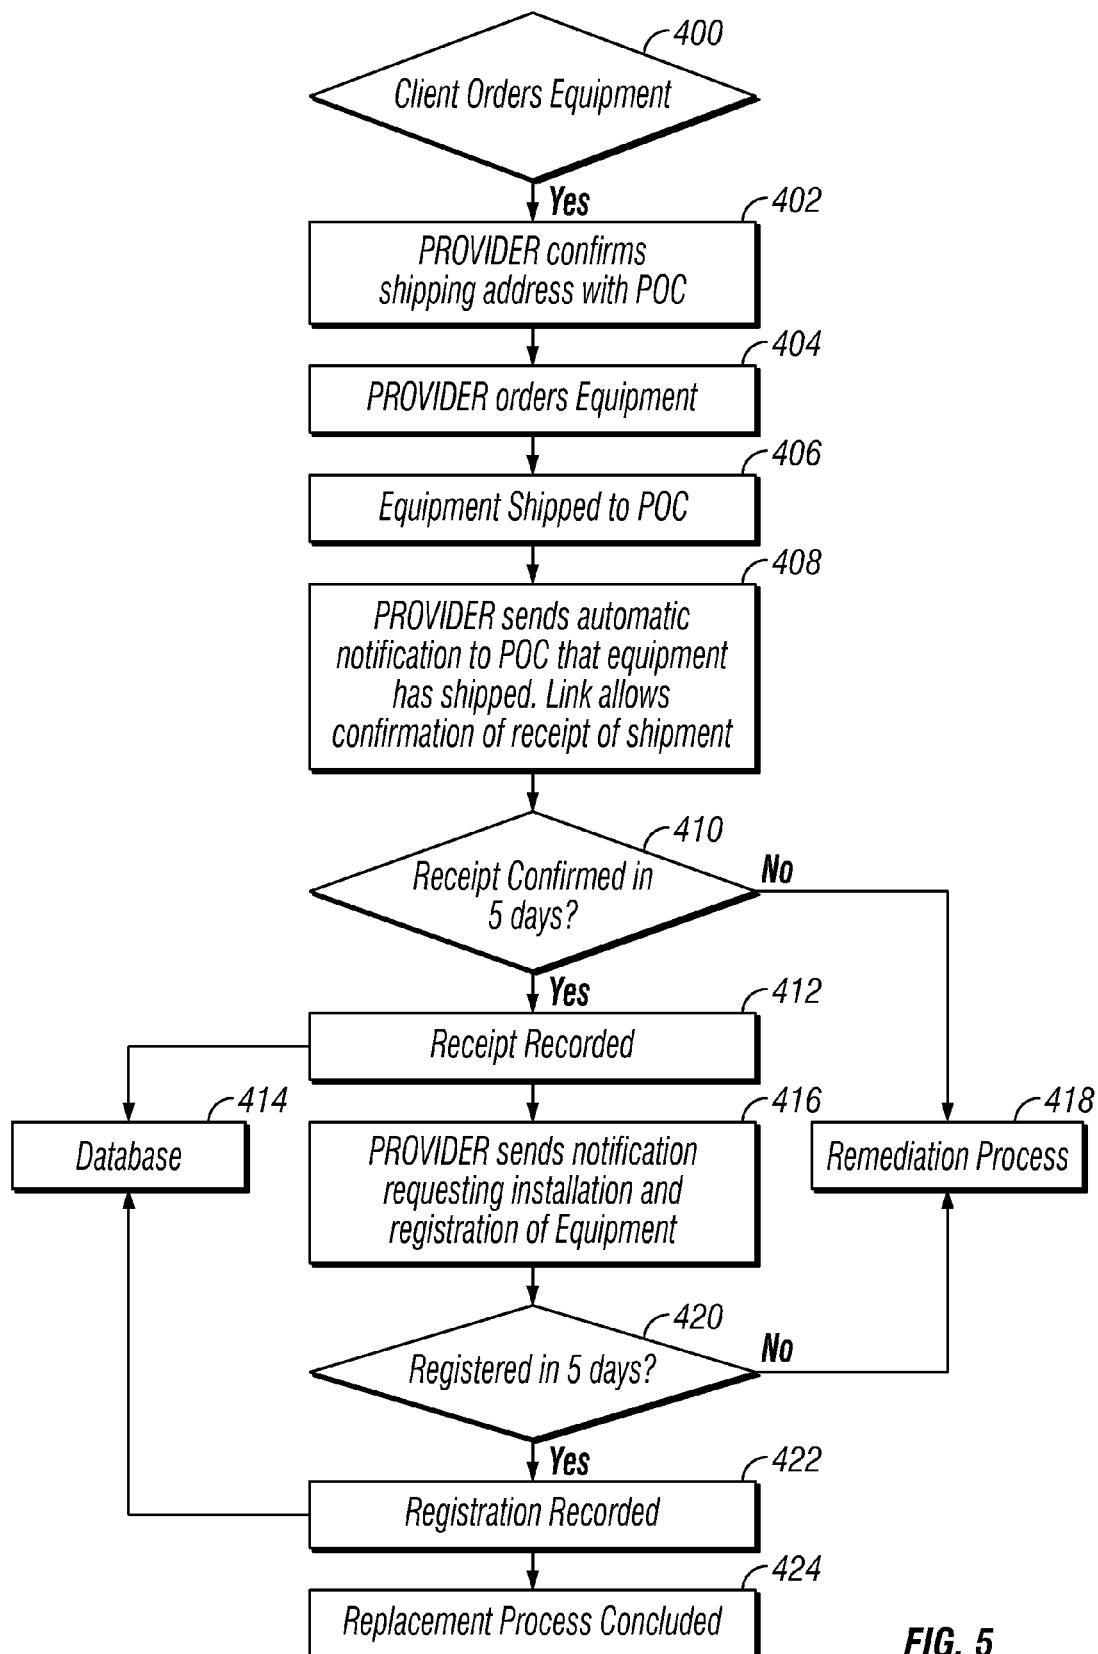 400
Client Orders Equipment
Yes
402
PROVIDER confirms
shipping address with POC
404
PROVIDER orders Equipment
406
Equipment Shipped to POC
408
PROVIDER sends automatic
notification to POC that equipment
has shipped. Link allows
confirmation of receipt of shipment
410
Receipt Confirmed in
5 days?
No
Yes
412
Receipt Recorded
414
Database
416
PROVIDER sends notification
requesting installation and
registration of Equipment
418
Remediation Process
420
Registered in 5 days?
No
Yes
422
Registration Recorded
424
Replacement Process Concluded
FIG. 5